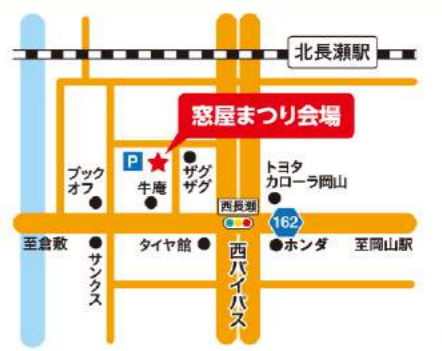 北長瀬駅
窓屋まつり会場
P
ザグ
ザグ
ブック
オフ
牛庵
トヨタ
カローラ岡山
西長瀬
162
至倉敷
サンクス
タイヤ館
西バイパス
ホンダ
至岡山駅